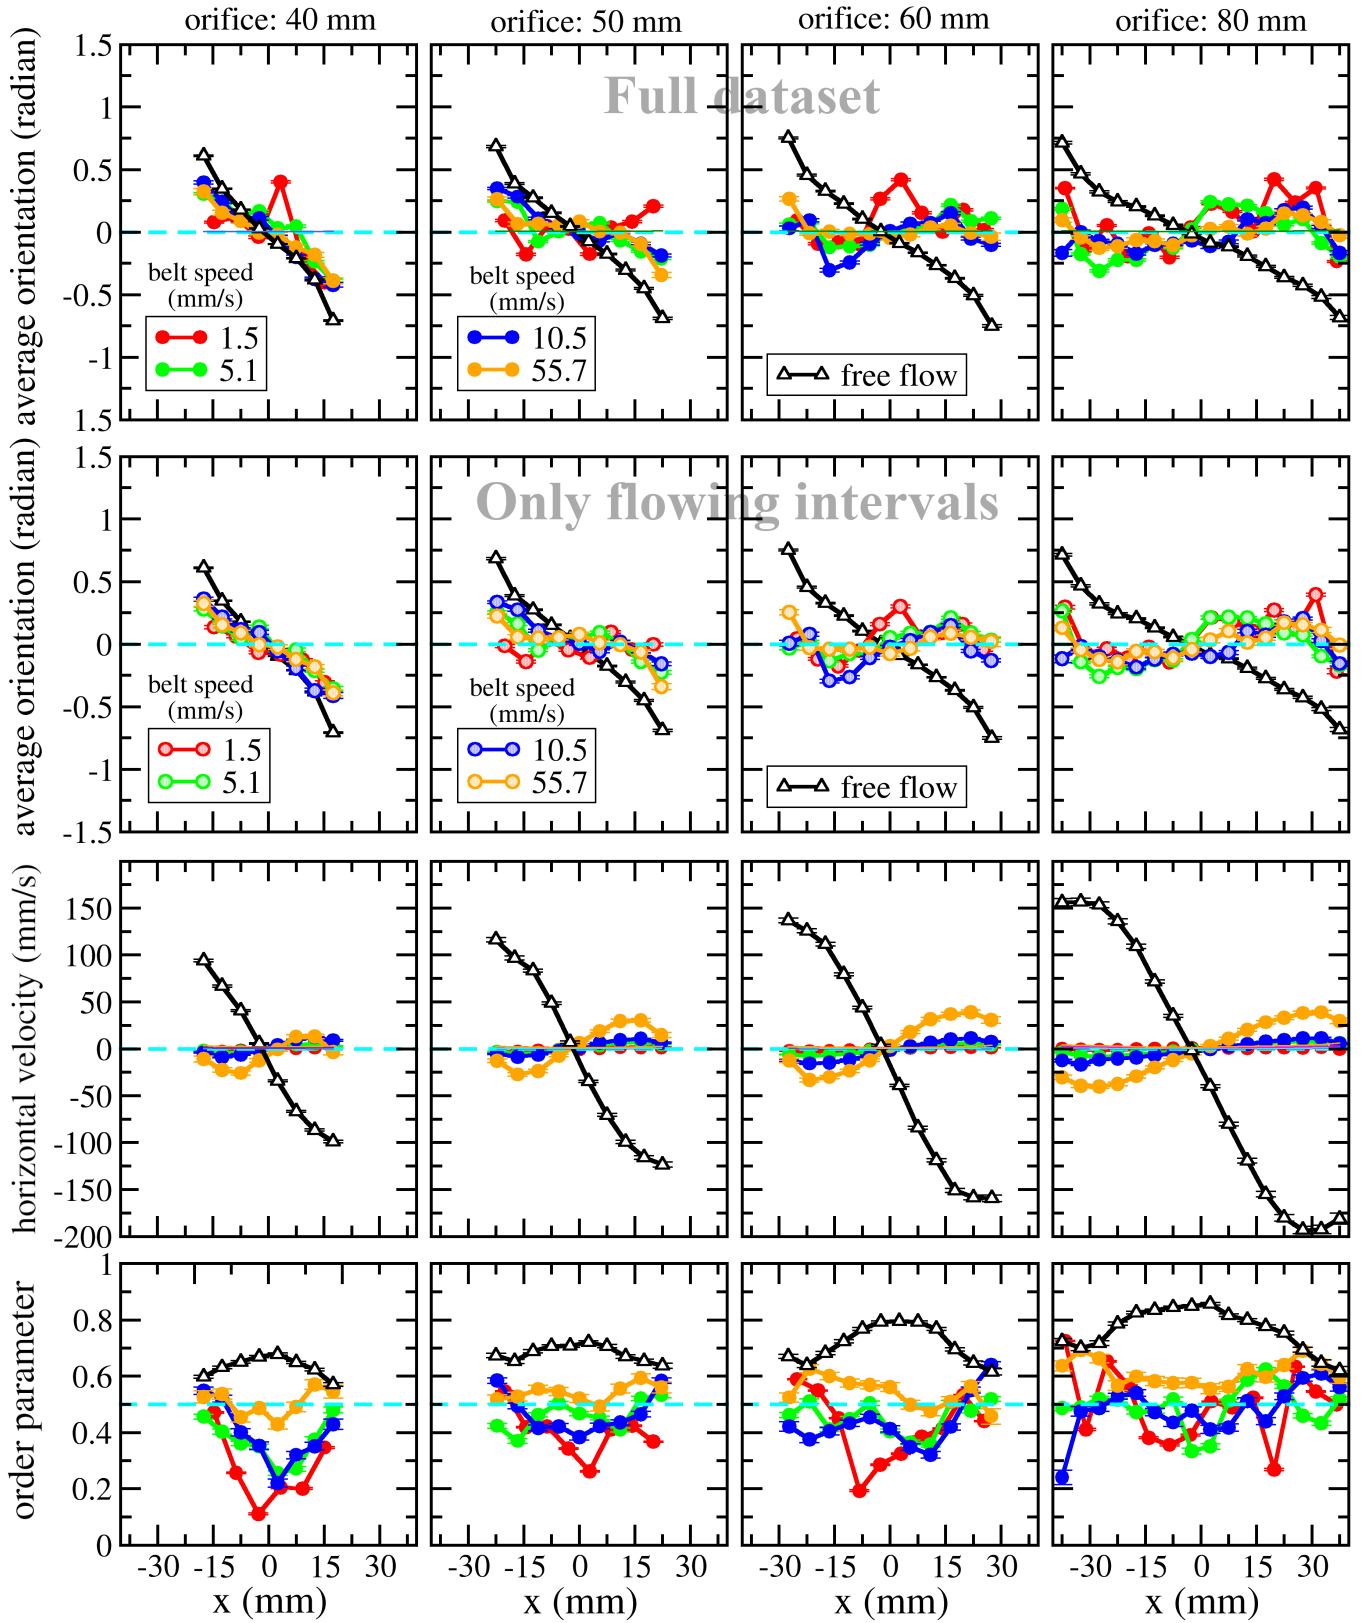 orifice: 40 mm orifice: 50 mm orifice: 60 mm orifice: 80 mm
average orientation (radian)
1.5
1
0.5
0
-0.5
-1
1.5
Full dataset
belt speed
(mm/s)
1.5
5.1
belt speed
(mm/s)
10.5
55.7
free flow
average orientation (radian)
1.5
1
0.5
0
-0.5
-1
-1.5
Only flowing intervals
belt speed
(mm/s)
1.5
5.1
belt speed
(mm/s)
10.5
55.7
free flow
horizontal velocity (mm/s)
150
100
50
0
-50
-100
-150
-200
order parameter
1
0.8
0.6
0.4
0.2
0
-30 -15 0 15 30 -30 -15 0 15 30 -30 -15 0 15 30 -30 -15 0 15 30
x (mm) x (mm) x (mm) x (mm)